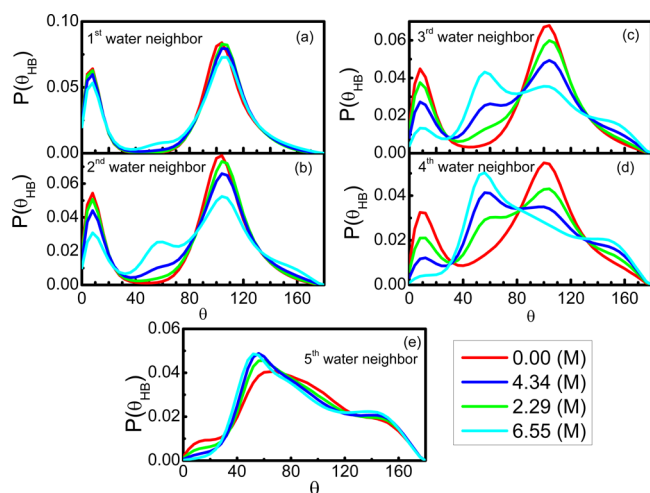 1st water neighbor
(a)
P(θHB)
0.10
0.05
0.00
2nd water neighbor
(b)
P(θHB)
0.06
0.04
0.02
0.00
0 40 80 120 160
θ
3rd water neighbor
(c)
P(θHB)
0.06
0.04
0.02
0.00
4th water neighbor
(d)
P(θHB)
0.06
0.04
0.02
0.00
0 40 80 120 160
θ
(e)
5th water neighbor
P(θHB)
0.06
0.04
0.02
0.00
0 40 80 120 160
θ
0.00 (M)
4.34 (M)
2.29 (M)
6.55 (M)